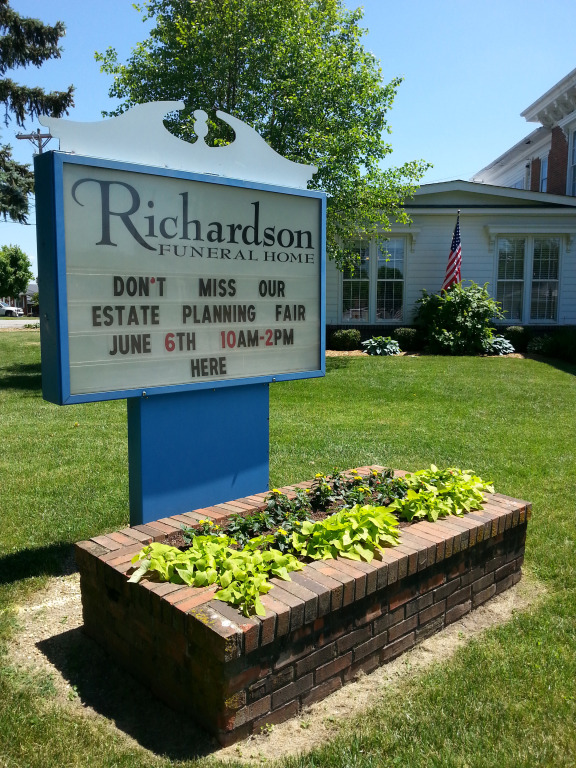 Richardson
FUNERAL HOME
DON'T MISS OUR
ESTATE PLANNING FAIR
JUNE 6TH 10AM-2PM
HERE